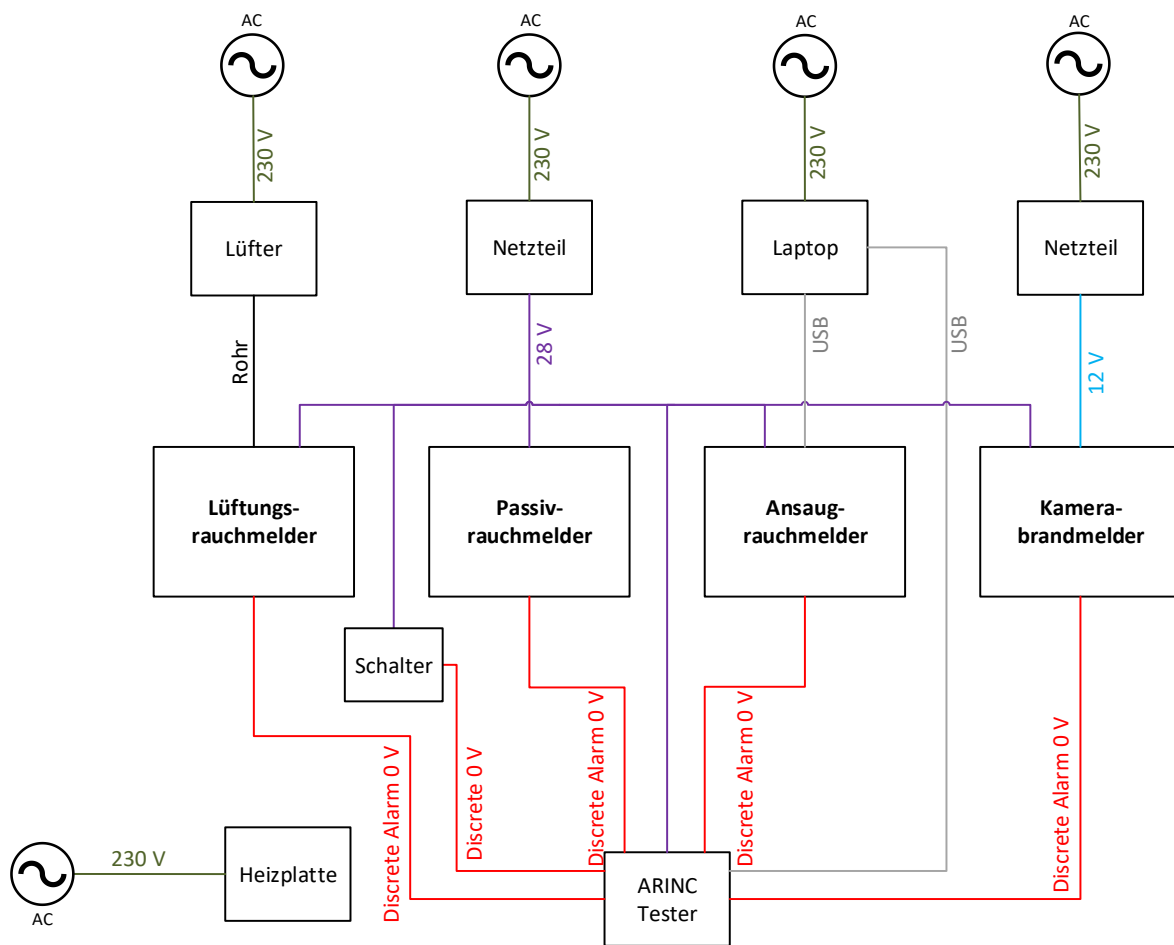 AC
AC
AC
AC
230 V
230 V
230 V
230 V
Lüfter
Netzteil
Laptop
Netzteil
Rohr
28 V
USB
USB
12 V
Lüftungs-
rauchmelder
Passiv-
rauchmelder
Ansaug-
rauchmelder
Kamera-
brandmelder
Schalter
Discrete Alarm 0 V
Discrete 0 V
Discrete Alarm 0 V
Discrete Alarm 0 V
Discrete Alarm 0 V
230 V
AC
Heizplatte
ARINC
Tester